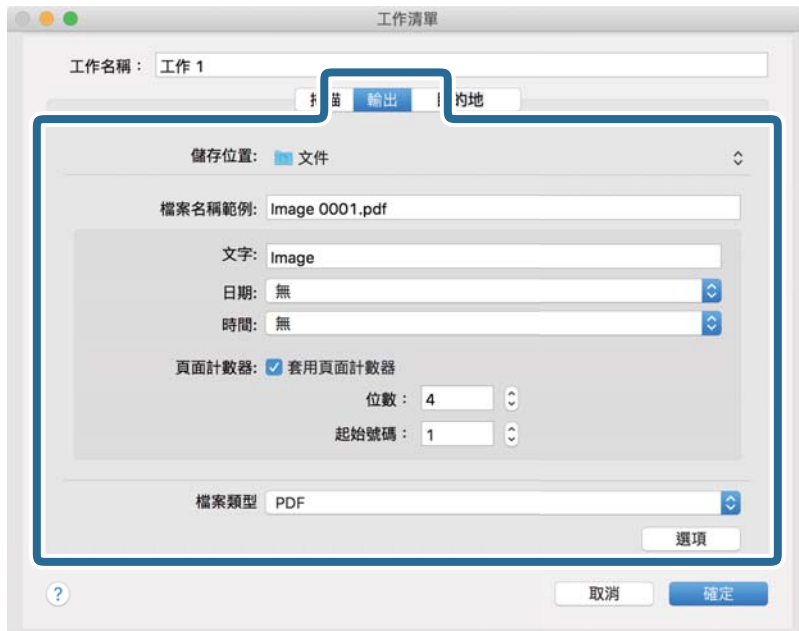 工作清單
工作名稱： 工作 1
輸出 的地
儲存位置: 文件
檔案名稱範例: Image 0001.pdf
文字: Image
日期: 無
時間: 無
頁面計數器: 套用頁面計數器
位數： 4
起始號碼： 1
檔案類型 PDF
選項
? 取消 確定